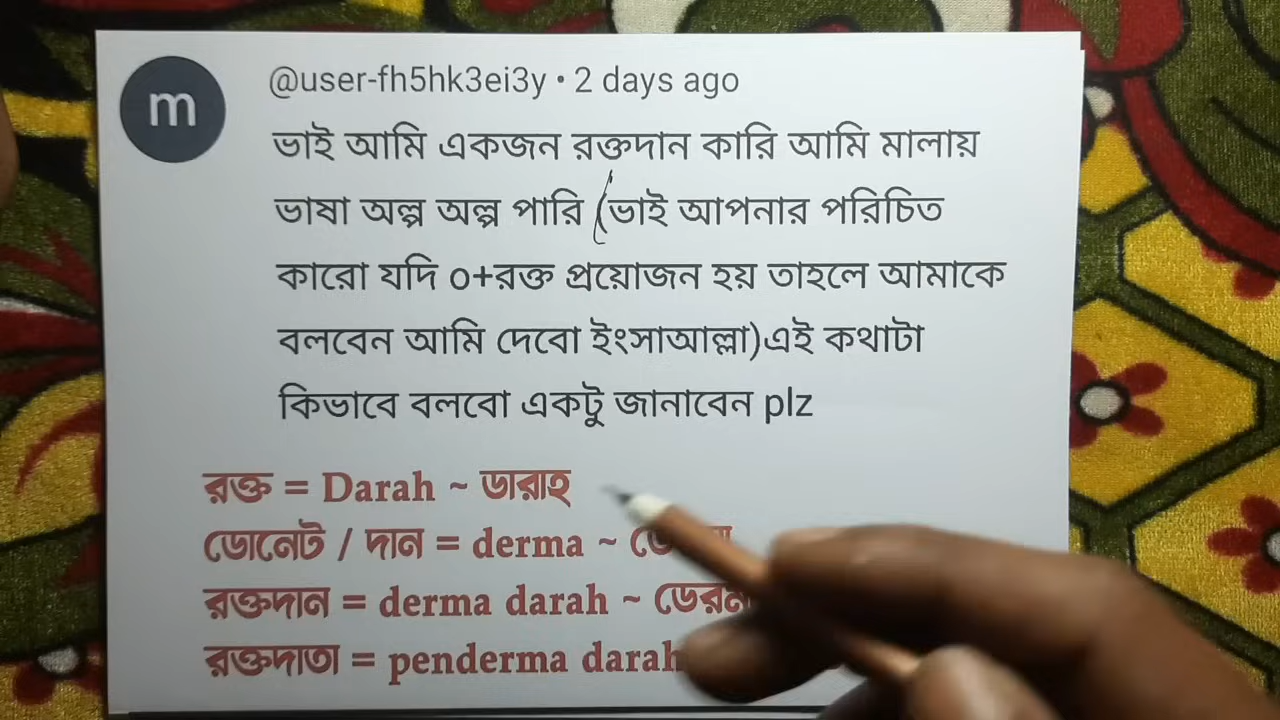 m
@user-fh5hk3ei3y • 2 days ago
ভাই আমি একজন রক্তদান কারি আমি মালায়
ভাষা অল্প অল্প পারি (ভাই আপনার পরিচিত
কারো যদি o+রক্ত প্রয়োজন হয় তাহলে আমাকে
বলবেন আমি দেবো ইংসাআল্লা)এই কথাটা
কিভাবে বলবো একটু জানাবেন plz
রক্ত = Darah ~ ডারাহ
ডোনেট / দান = derma ~
রক্তদান = derma darah ~
রক্তদাতা = penderma darah